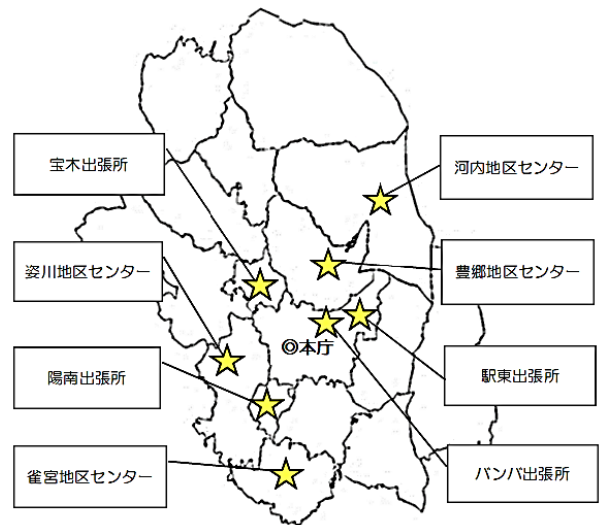 宝木出張所
河内地区センター
姿川地区センター
豊郷地区センター
◎本庁
陽南出張所
駅東出張所
雀宮地区センター
バンバ出張所